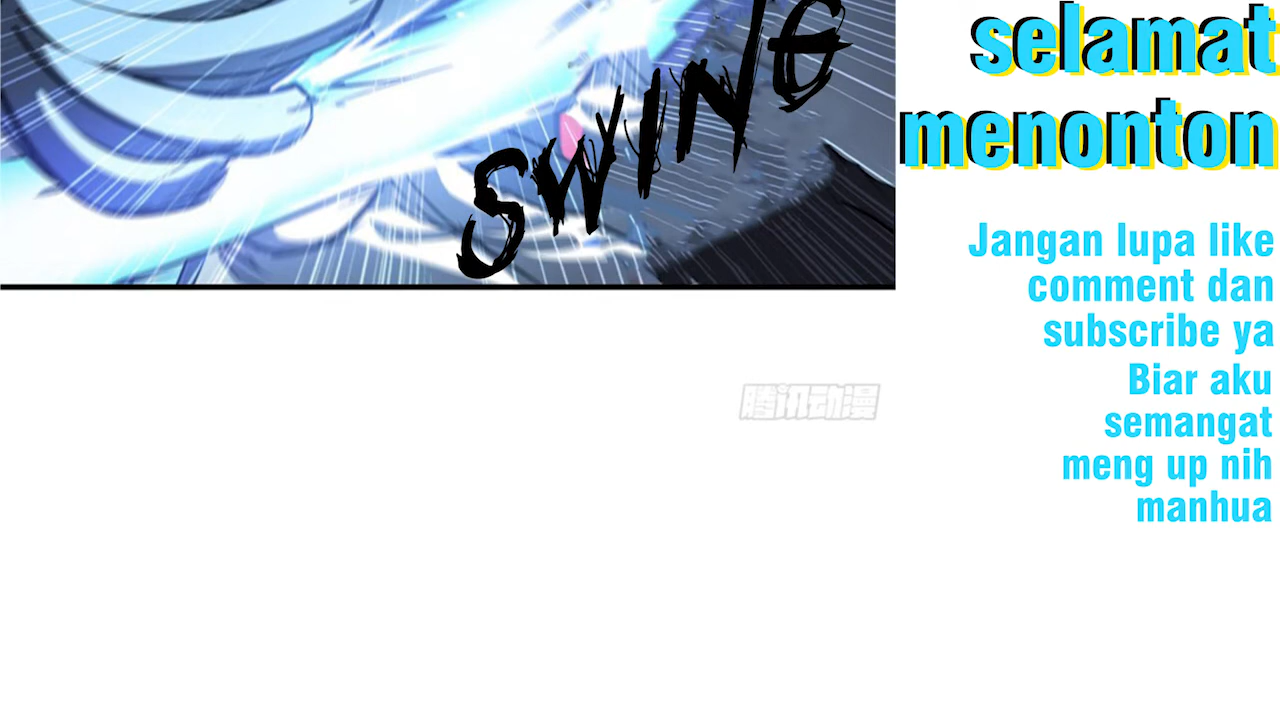 SWING
selamat
menonton
Jangan lupa like
comment dan
subscribe ya
Biar aku
semangat
meng up nih
manhua
腾讯动漫